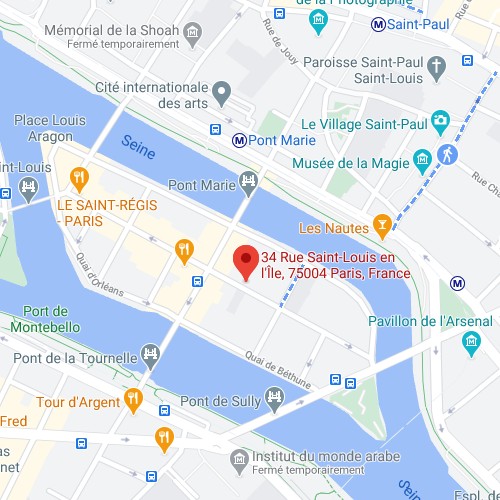 de la Photographie
Saint-Paul
Mémorial de la Shoah
Fermé temporairement
Rue de Jouy
Paroisse Saint-Paul
Saint-Louis
Cité internationale
des arts
Place Louis
Aragon
Seine
Pont Marie
Le Village Saint-Paul
Musée de la Magie
int-Louis
Pont Marie
Rue Cha
LE SAINT-RÉGIS
- PARIS
Les Nautes
34 Rue Saint-Louis en
l'Île, 75004 Paris, France
Quai d'Orléans
Port de
Montebello
Pavillon de l'Arsenal
Pont de la Tournelle
Quai de Béthune
Tour d'Argent
Pont de Sully
Fred
as
net
Institut du monde arabe
Fermé temporairement
Seine
Espl. d